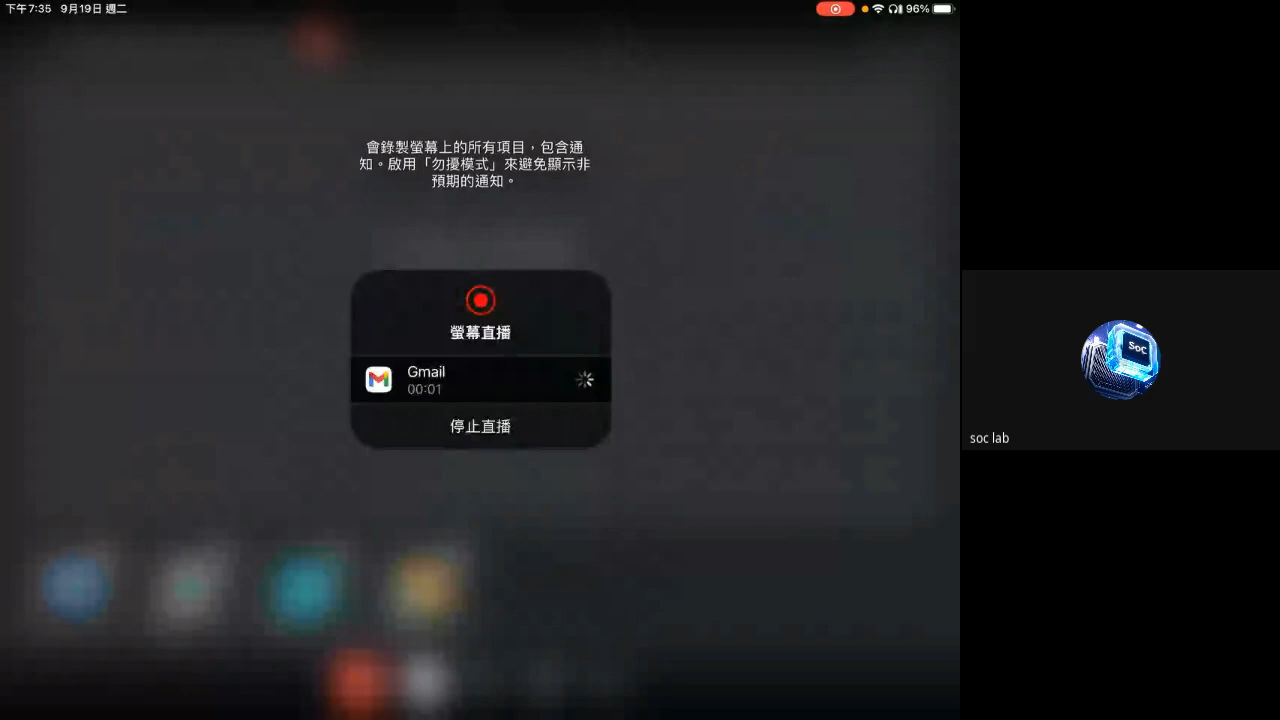 下午7:35 9月19日 週二
96%
會錄製螢幕上的所有項目，包含通
知。啟用「勿擾模式」來避免顯示非
預期的通知。
螢幕直播
Gmail
00:01
停止直播
SoC
soc lab